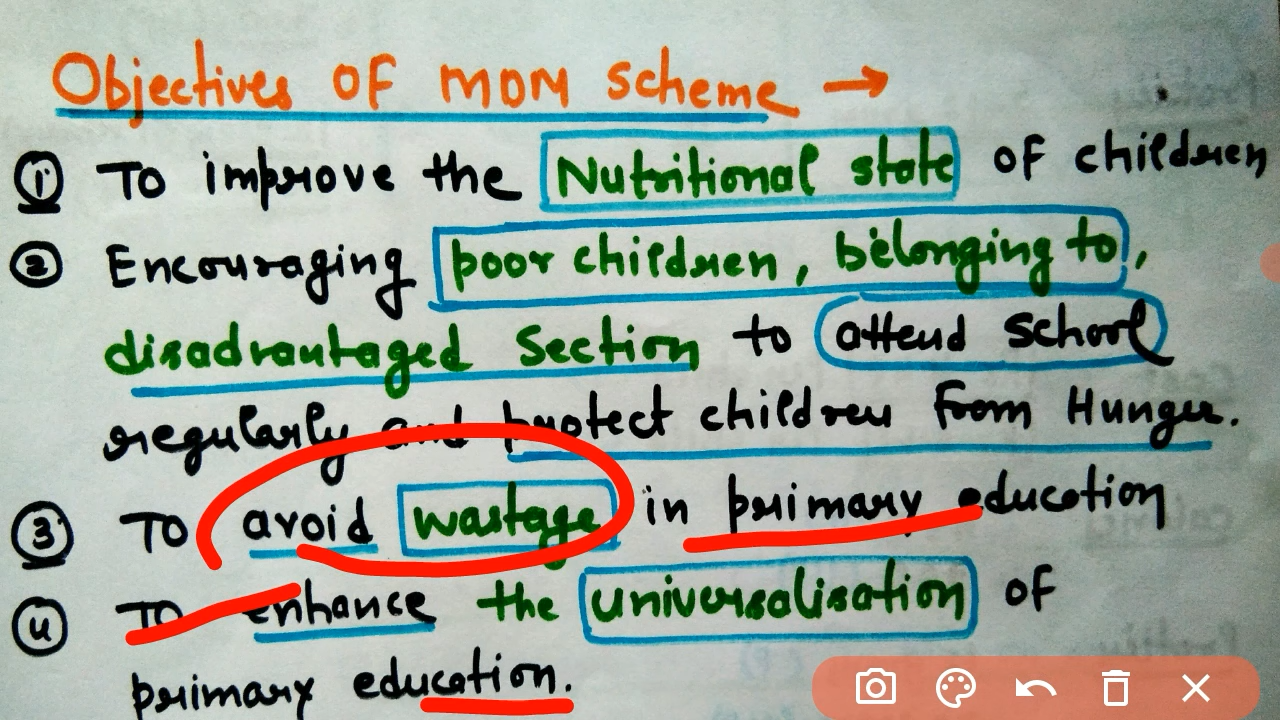 Objectives OF MDM Scheme →
① To improve the Nutritional state OF children
② Encouraging poor children, belonging to,
disadvantaged Section to attend School
regularly and protect children From Hunger.
③ To avoid wastage in primary education
④ To enhance the universalisation of
primary education.